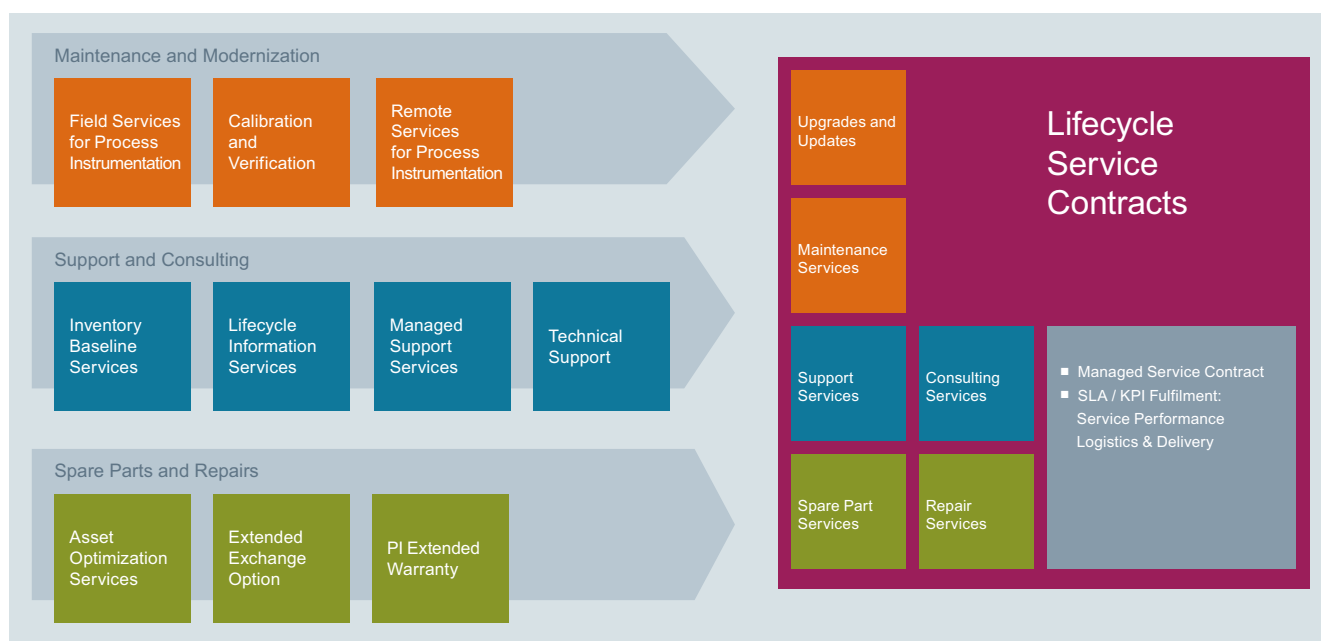 Maintenance and Modernization
Field Services
for Process
Instrumentation
Calibration
and
Verification
Remote
Services
for Process
Instrumentation
Support and Consulting
Inventory
Baseline
Services
Lifecycle
Information
Services
Managed
Support
Services
Technical
Support
Spare Parts and Repairs
Asset
Optimization
Services
Extended
Exchange
Option
PI Extended
Warranty
Lifecycle
Service
Contracts
Upgrades and
Updates
Maintenance
Services
Support
Services
Consulting
Services
Spare Part
Services
Repair
Services
■ Managed Service Contract
■ SLA / KPI Fulfilment:
Service Performance
Logistics & Delivery